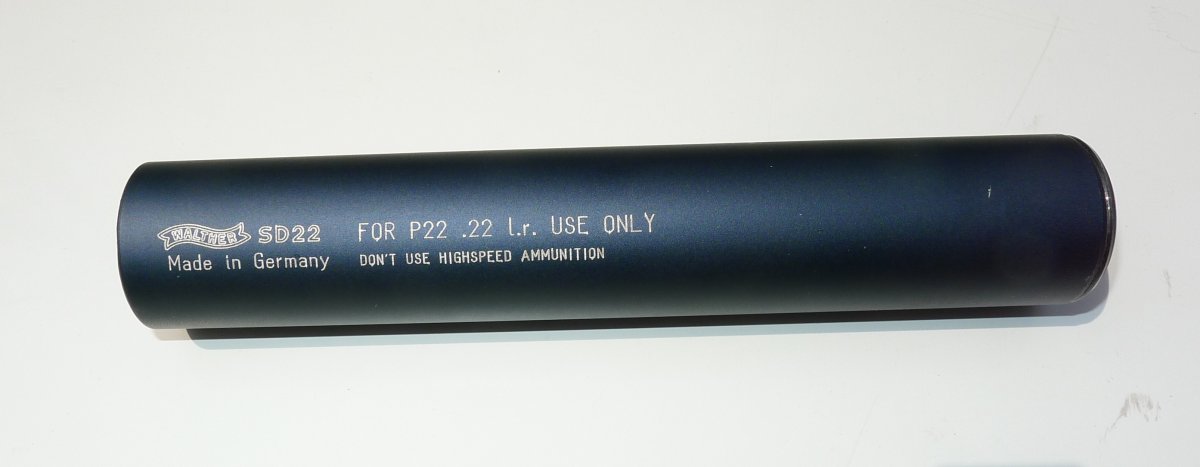 WALTHER SD22 FOR P22 .22 l.r. USE ONLY
Made in Germany DON'T USE HIGHSPEED AMMUNITION